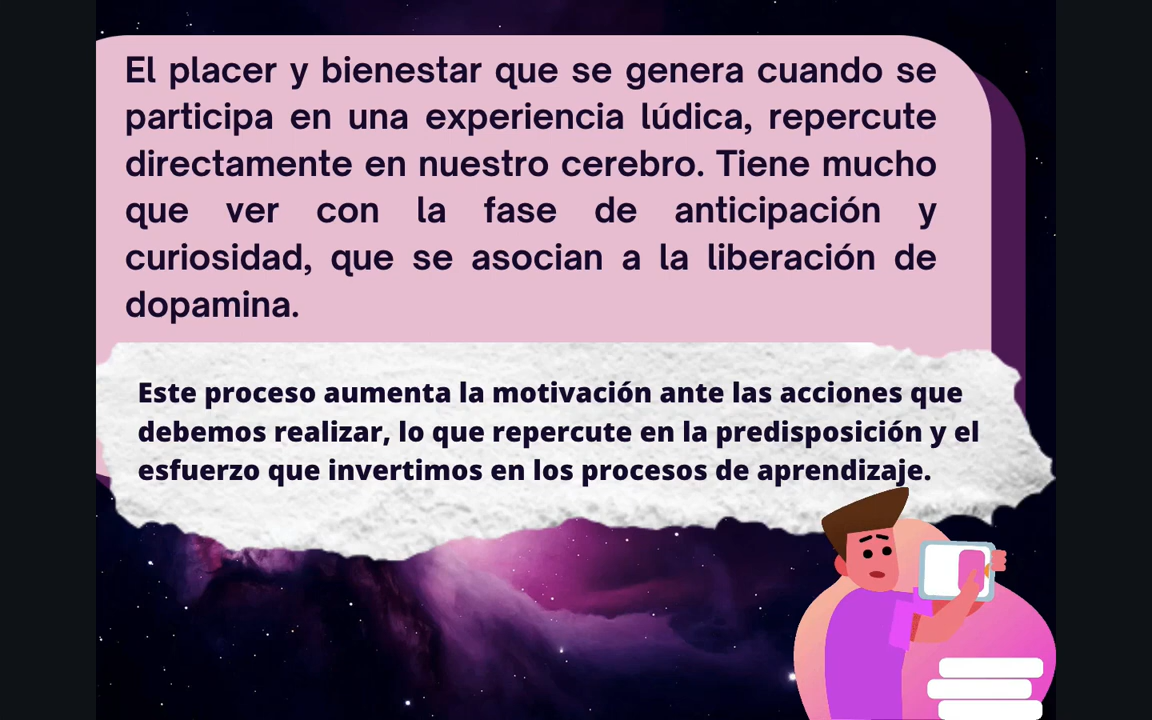 El placer y bienestar que se genera cuando se
participa en una experiencia lúdica, repercute
directamente en nuestro cerebro. Tiene mucho
que ver con la fase de anticipación y
curiosidad, que se asocian a la liberación de
dopamina.
Este proceso aumenta la motivación ante las acciones que
debemos realizar, lo que repercute en la predisposición y el
esfuerzo que invertimos en los procesos de aprendizaje.